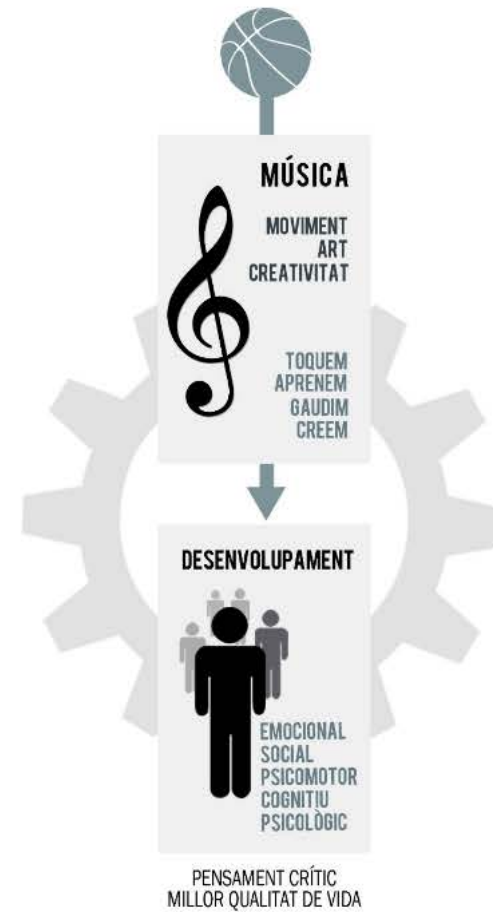 MÚSICA
MOVIMENT
ART
CREATIVITAT
TOQUEM
APRENEM
GAUDIM
CREEM
DESENVOLUPAMENT
EMOCIONAL
SOCIAL
PSICOMOTOR
COGNITIU
PSICOLÒGIC
PENSAMENT CRÍTIC
MILLOR QUALITAT DE VIDA